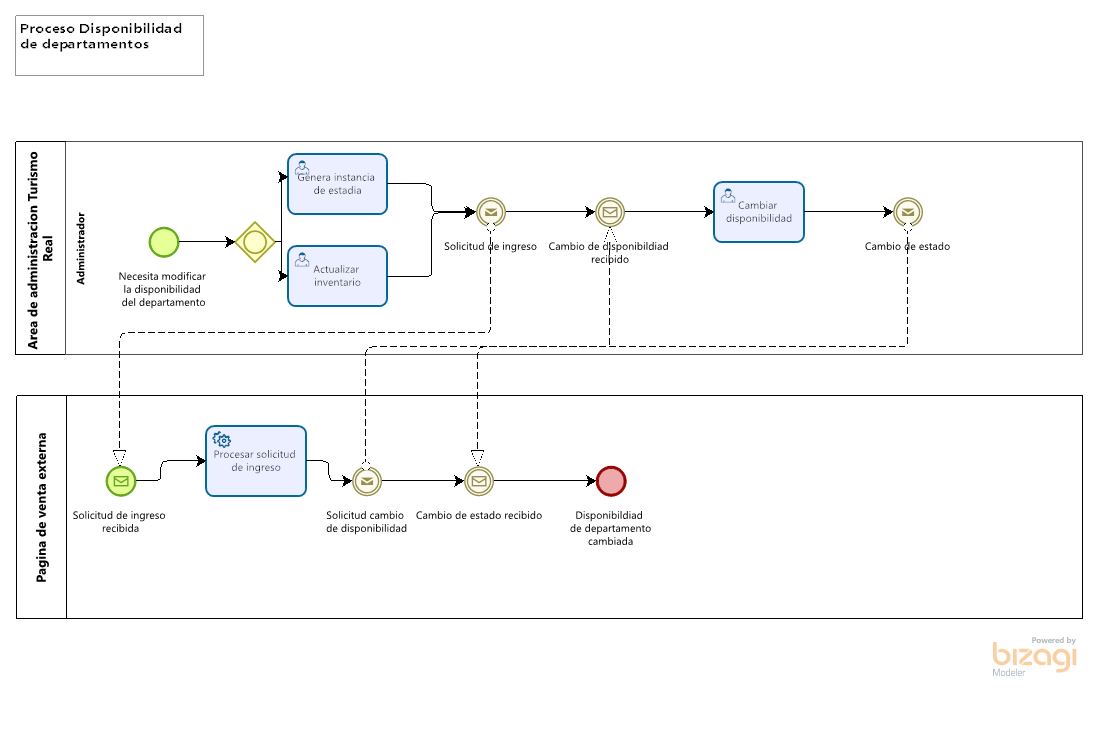 Proceso Disponibilidad
de departamentos
Area de administracion Turismo
Real
Administrador
Necesita modificar
la disponibilidad
del departamento
Genera instancia
de estadia
Actualizar
inventario
Solicitud de ingreso
Cambio de disponibildiad
recibido
Cambiar
disponibilidad
Cambio de estado
Pagina de venta externa
Solicitud de ingreso
recibida
Procesar solicitud
de ingreso
Solicitud cambio
de disponibilidad
Cambio de estado recibido
Disponibildiad
de departamento
cambiada
Powered by
bizagi
Modeler